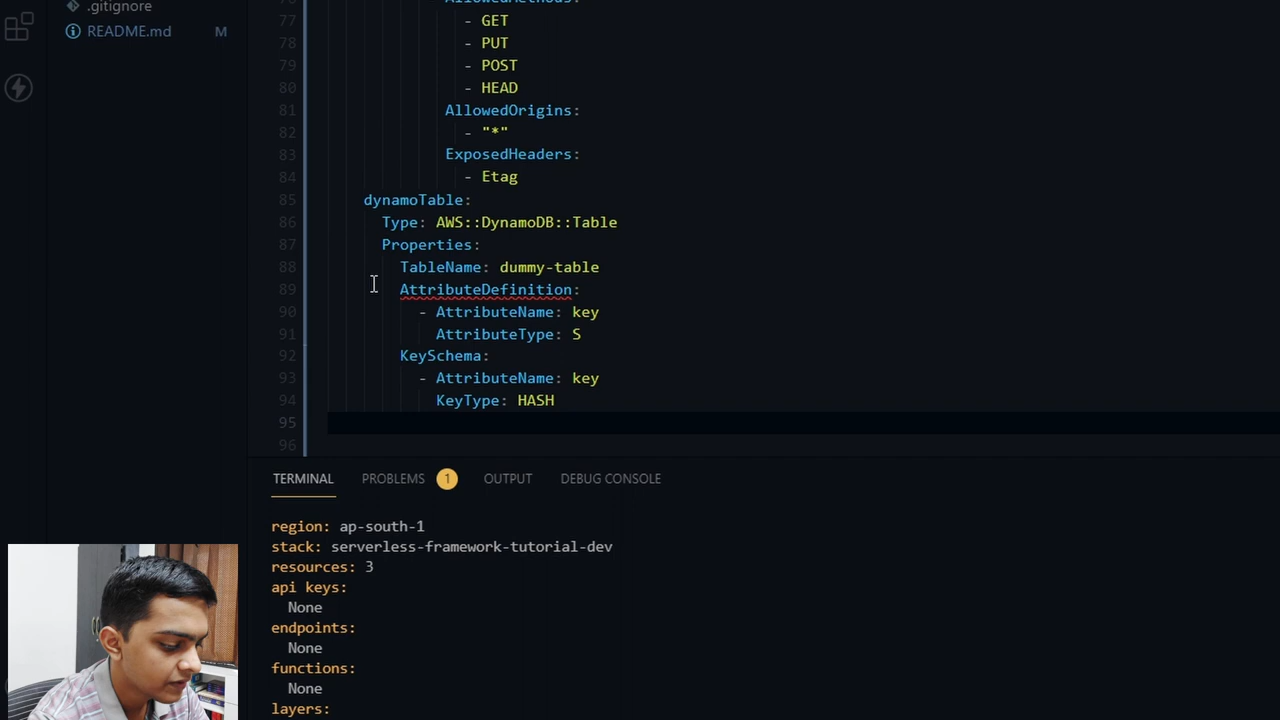 .gitignore
README.md M
77 - GET
78 - PUT
79 - POST
80 - HEAD
81 AllowedOrigins:
82 - "*"
83 ExposedHeaders:
84 - Etag
85 dynamoTable:
86 Type: AWS::DynamoDB::Table
87 Properties:
88 TableName: dummy-table
89 AttributeDefinition:
90 - AttributeName: key
91 AttributeType: S
92 KeySchema:
93 - AttributeName: key
94 KeyType: HASH
95
96
TERMINAL PROBLEMS 1 OUTPUT DEBUG CONSOLE
region: ap-south-1
stack: serverless-framework-tutorial-dev
resources: 3
api keys:
None
endpoints:
None
functions:
None
layers: